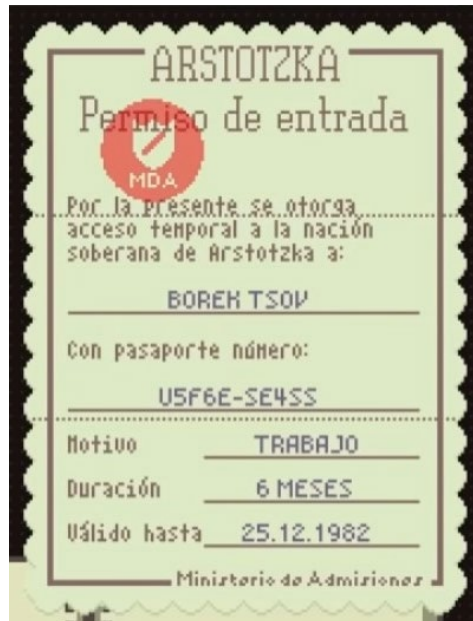 ARSTOTZKA
Permiso de entrada
MDA
Por la presente se otorga
acceso temporal a la nación
soberana de Arstotzka a:
BOREK TSOV
Con pasaporte número:
U5F6E-SE4SS
Motivo TRABAJO
Duración 6 MESES
Válido hasta 25.12.1982
Ministerio de Admisiones